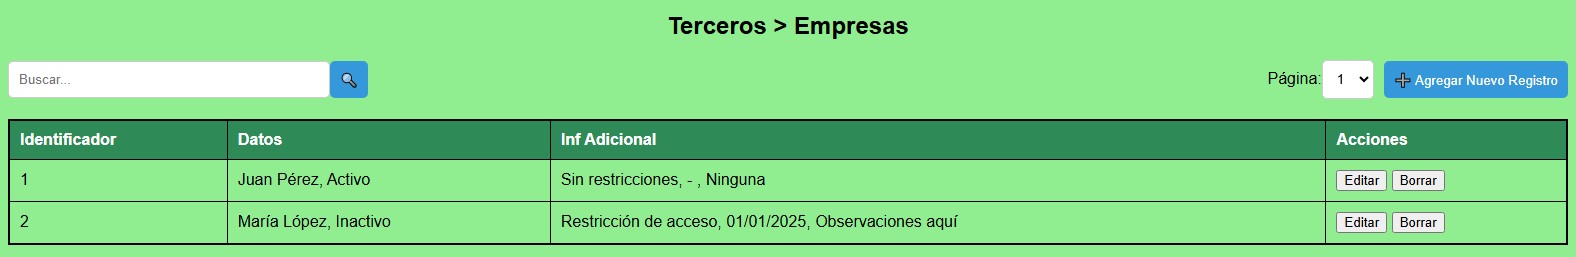 Terceros > Empresas
Buscar...
Página: 1
Agregar Nuevo Registro
Identificador Datos Inf Adicional Acciones
1 Juan Pérez, Activo Sin restricciones, - , Ninguna Editar Borrar
2 María López, Inactivo Restricción de acceso, 01/01/2025, Observaciones aquí Editar Borrar